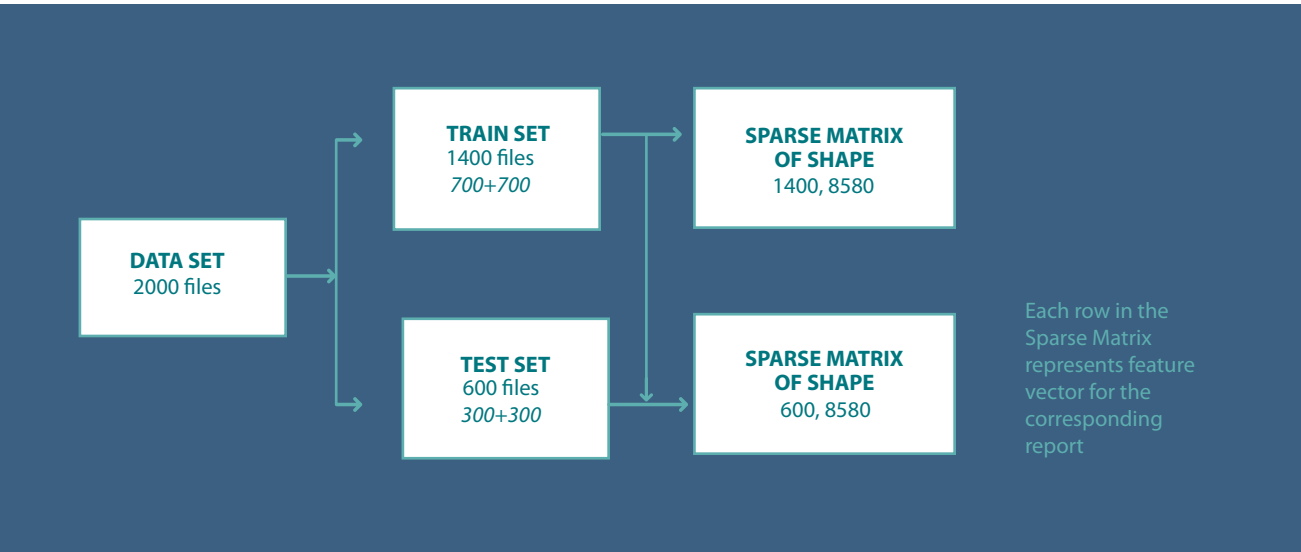 DATA SET
2000 files
TRAIN SET
1400 files
700+700
TEST SET
600 files
300+300
SPARSE MATRIX
OF SHAPE
1400, 8580
SPARSE MATRIX
OF SHAPE
600, 8580
Each row in the
Sparse Matrix
represents feature
vector for the
corresponding
report